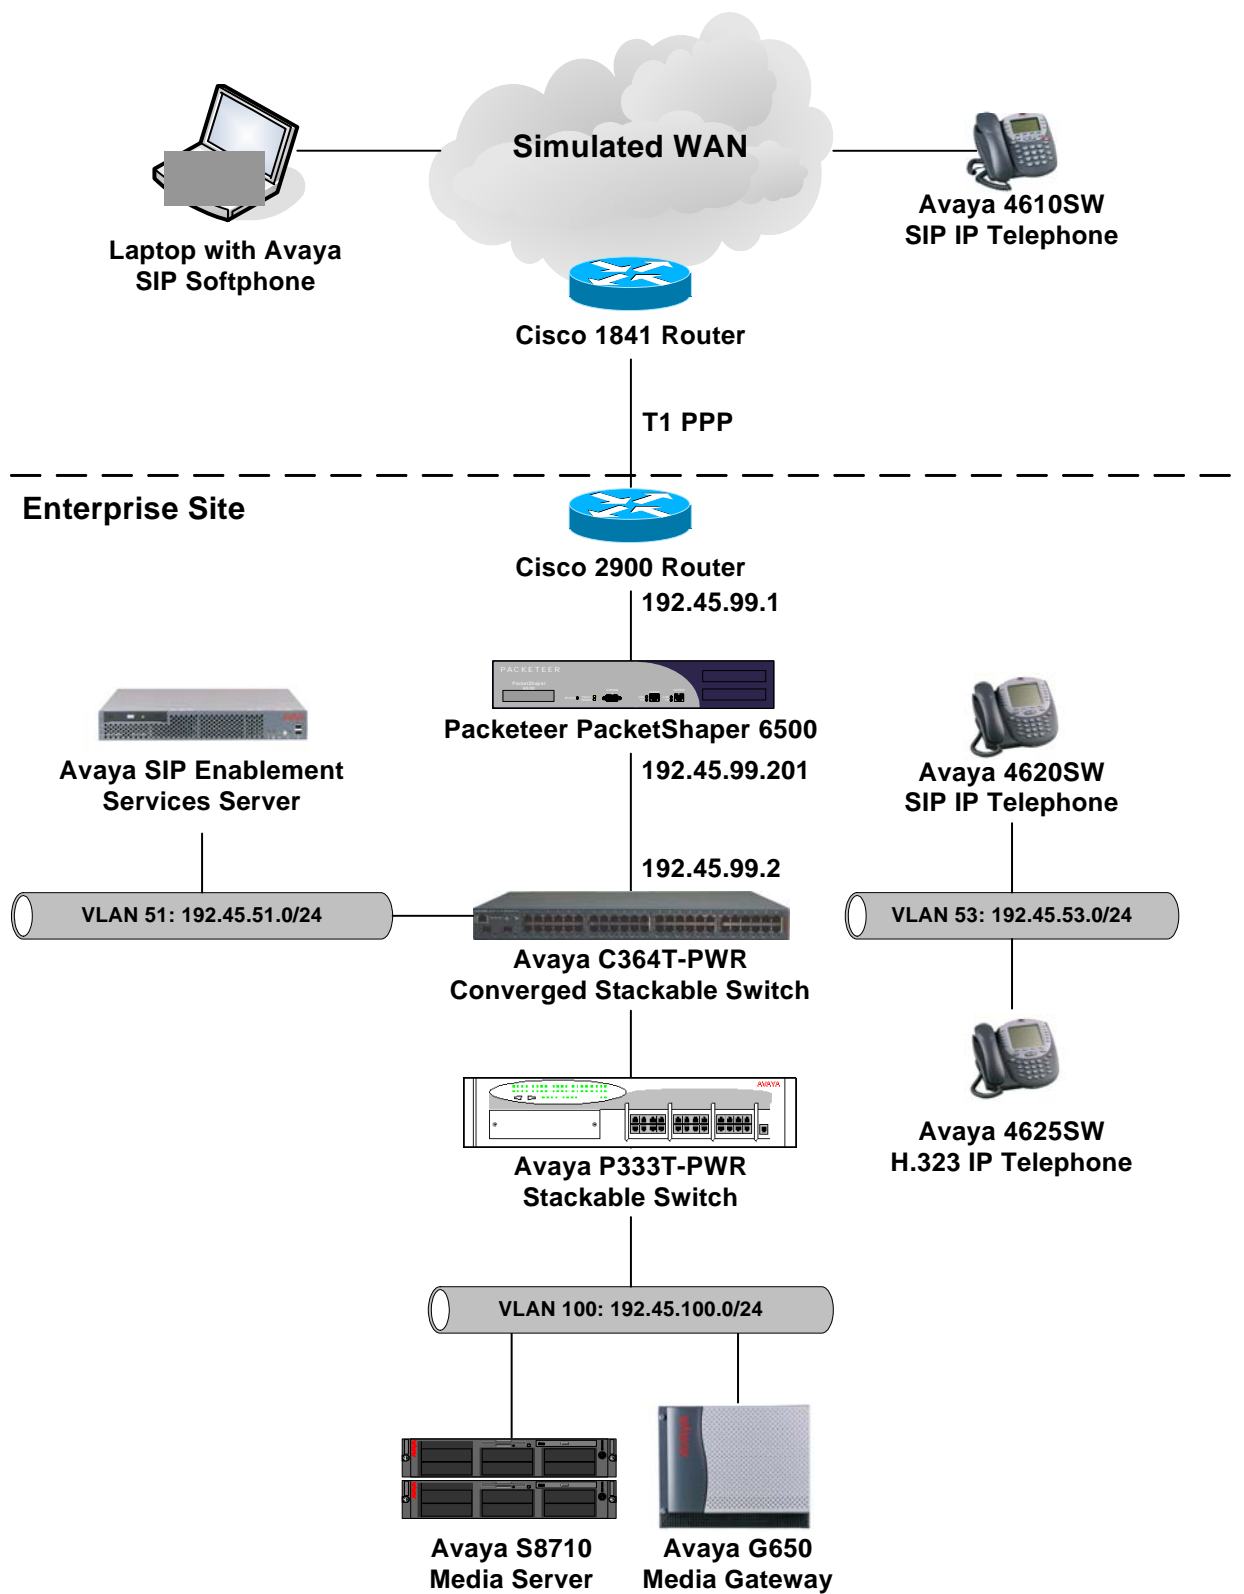 Simulated WAN
Laptop with Avaya
SIP Softphone
Avaya 4610SW
SIP IP Telephone
Cisco 1841 Router
T1 PPP
Enterprise Site
Cisco 2900 Router
192.45.99.1
PACKETEER
PacketShaper
Packeteer PacketShaper 6500
192.45.99.201
Avaya SIP Enablement
Services Server
Avaya 4620SW
SIP IP Telephone
192.45.99.2
VLAN 51: 192.45.51.0/24
VLAN 53: 192.45.53.0/24
Avaya C364T-PWR
Converged Stackable Switch
AVAYA
Avaya P333T-PWR
Stackable Switch
Avaya 4625SW
H.323 IP Telephone
VLAN 100: 192.45.100.0/24
AVAYA
Avaya S8710
Media Server
Avaya G650
Media Gateway